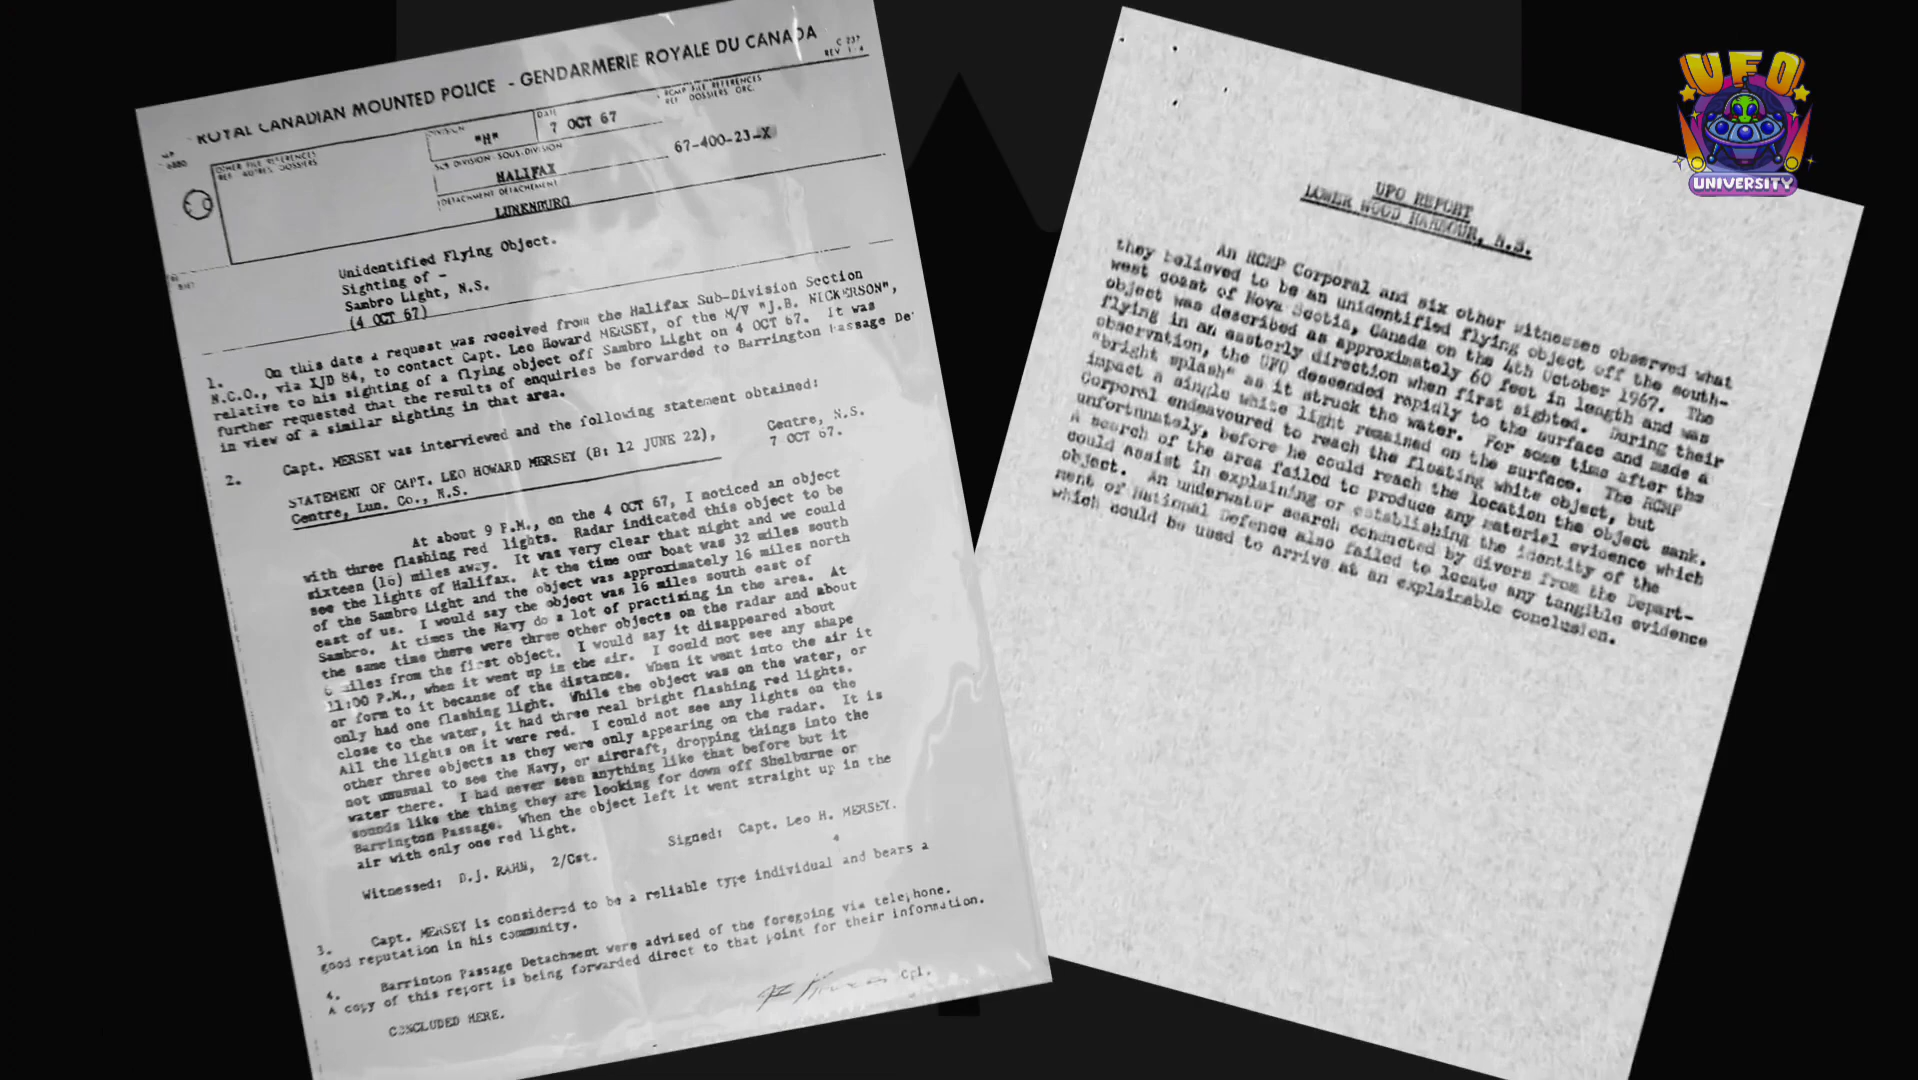 ROYAL CANADIAN MOUNTED POLICE - GENDARMERIE ROYALE DU CANADA
C 237
REV 1-4
OTHER FILE REFERENCES
REF. AUTRES DOSSIERS
DIVISION
"H"
DATE
7 OCT 67
RCMP FILE REFERENCES
REF. DOSSIERS GRC.
SUB DIVISION - SOUS-DIVISION
HALIFAX
67-400-23-X
DETACHMENT DÉTACHEMENT
LUNENBURG
Unidentified Flying Object.
Sighting of -
Sambro Light, N.S.
(4 OCT 67)
1. On this date a request was received from the Halifax Sub-Division Section
N.C.O., via XJD 84, to contact Capt. Leo Howard MERSEY, of the M/V "J.B. NICKERSON",
relative to his sighting of a flying object off Sambro Light on 4 OCT 67. It was
further requested that the results of enquiries be forwarded to Barrington Passage De
in view of a similar sighting in that area.
2. Capt. MERSEY was interviewed and the following statement obtained:
STATEMENT OF CAPT. LEO HOWARD MERSEY (B: 12 JUNE 22), Centre, N.S.
Centre, Lun. Co., N.S. 7 OCT 67.
At about 9 P.M., on the 4 OCT 67, I noticed an object
with three flashing red lights. Radar indicated this object to be
sixteen (16) miles away. It was very clear that night and we could
see the lights of Halifax. At the time our boat was 32 miles south
of the Sambro Light and the object was approximately 16 miles north
east of us. I would say the object was 16 miles south east of
Sambro. At times the Navy do a lot of practising in the area. At
the same time there were three other objects on the radar and about
6 miles from the first object. I would say it disappeared about
11:00 P.M., when it went up in the air. I could not see any shape
or form to it because of the distance. When it went into the air it
only had one flashing light. While the object was on the water, or
close to the water, it had three real bright flashing red lights.
All the lights on it were red. I could not see any lights on the
other three objects as they were only appearing on the radar. It is
not unusual to see the Navy, or aircraft, dropping things into the
water there. I had never seen anything like that before but it
sounds like the thing they are looking for down off Shelburne or
Barrington Passage. When the object left it went straight up in the
air with only one red light.
Signed: Capt. Leo H. MERSEY.
Witnessed: D.J. RAHN, 2/Cst.
3. Capt. MERSEY is considered to be a reliable type individual and bears a
good reputation in his community.
4. Barrinton Passage Detachment were advised of the foregoing via telephone.
A copy of this report is being forwarded direct to that point for their information.
Cpl.
CONCLUDED HERE.
UFO REPORT
LOWER WOOD HARBOUR, N.S.
An RCMP Corporal and six other witnesses observed what
they believed to be an unidentified flying object off the south-
west coast of Nova Scotia, Canada on the 4th October 1967. The
object was described as approximately 60 feet in length and was
flying in an easterly direction when first sighted. During their
observation, the UFO descended rapidly to the surface and made a
"bright splash" as it struck the water. For some time after the
impact a single white light remained on the surface. The RCMP
Corporal endeavoured to reach the floating white object, but
unfortunately, before he could reach the location the object sank.
A search of the area failed to produce any material evidence which
could assist in explaining or establishing the identity of the
object. An underwater search conducted by divers from the Depart-
ment of National Defence also failed to locate any tangible evidence
which could be used to arrive at an explainable conclusion.
UFO
UNIVERSITY